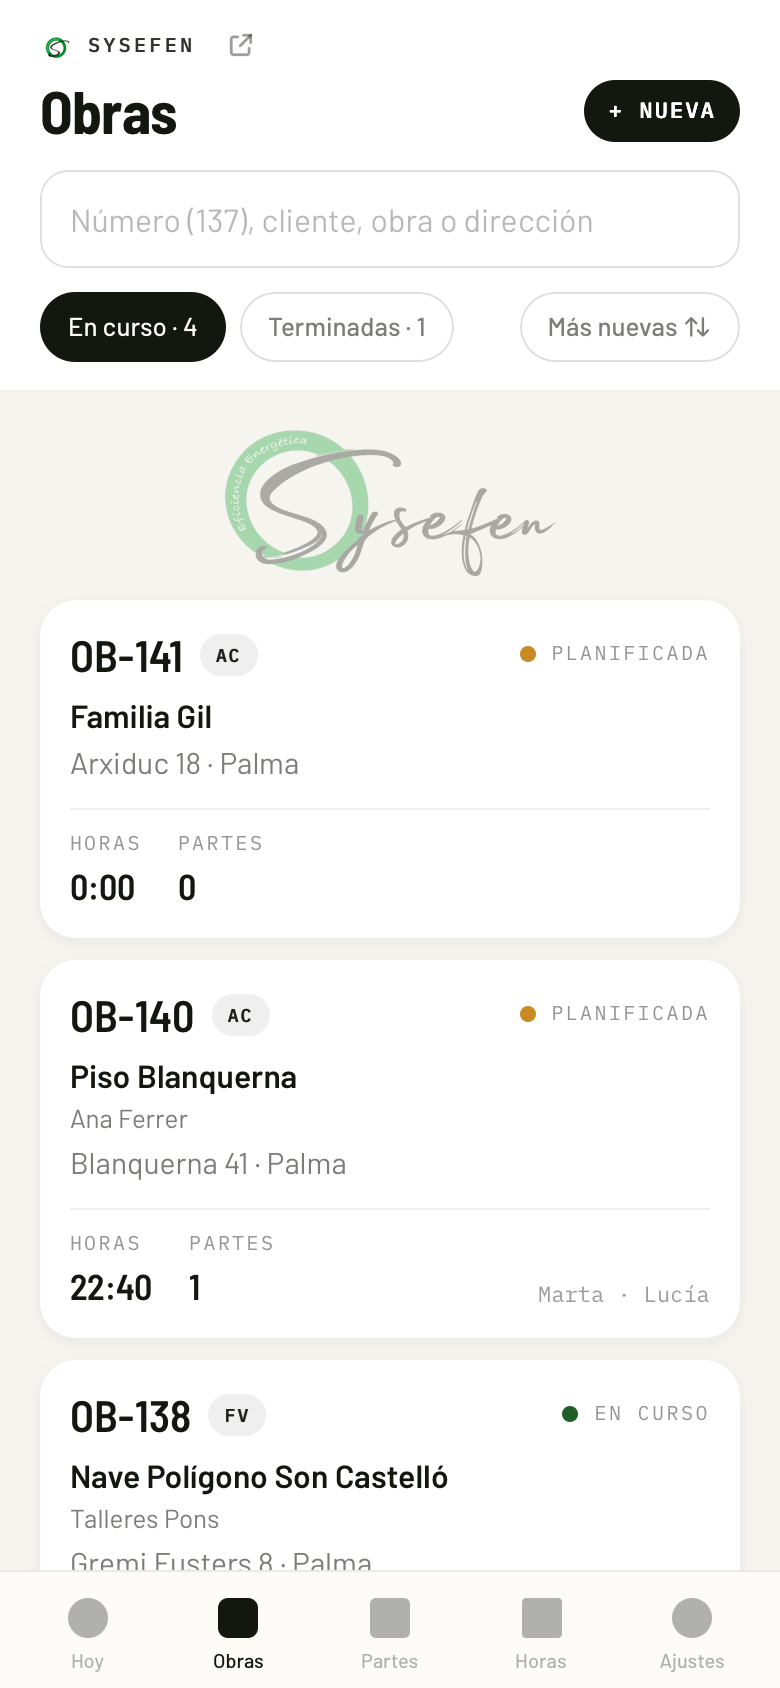 SYSEFEN
Obras
+ NUEVA
Número (137), cliente, obra o dirección
En curso · 4
Terminadas · 1
Más nuevas ↑↓
Eficiencia Energética
Sysefen
OB-141 AC PLANIFICADA
Familia Gil
Arxiduc 18 · Palma
HORAS PARTES
0:00 0
OB-140 AC PLANIFICADA
Piso Blanquerna
Ana Ferrer
Blanquerna 41 · Palma
HORAS PARTES
22:40 1 Marta · Lucía
OB-138 FV EN CURSO
Nave Polígono Son Castelló
Talleres Pons
Gremi Fusters 8 · Palma
Hoy Obras Partes Horas Ajustes